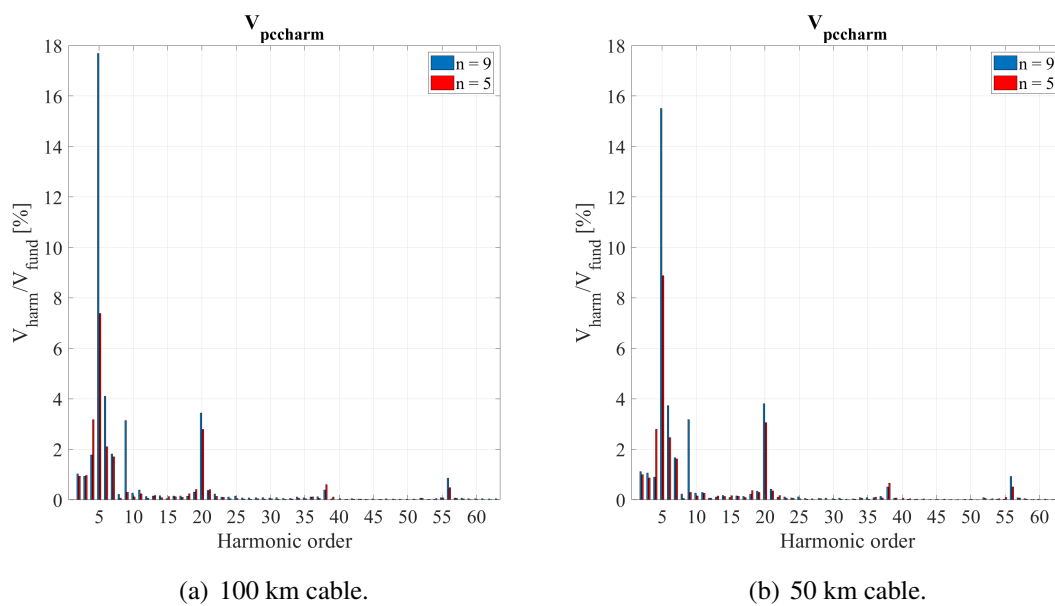 V_pccharm
n = 9
n = 5
18
16
14
12
10
8
6
4
2
0
V_harm/V_fund [%]
5 10 15 20 25 30 35 40 45 50 55 60
Harmonic order
(a) 100 km cable.
V_pccharm
n = 9
n = 5
18
16
14
12
10
8
6
4
2
0
V_harm/V_fund [%]
5 10 15 20 25 30 35 40 45 50 55 60
Harmonic order
(b) 50 km cable.